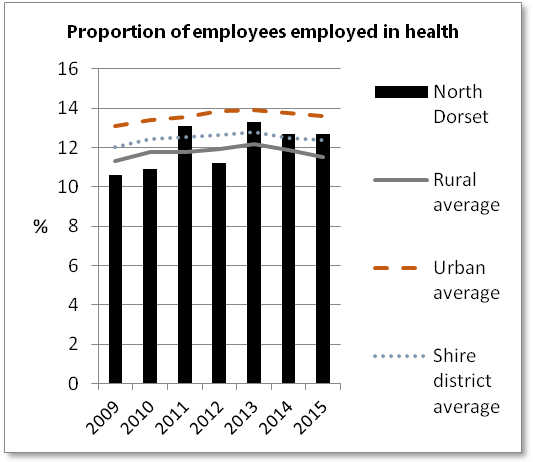 Proportion of employees employed in health
16
14
12
10
8
6
4
2
0
%
2009 2010 2011 2012 2013 2014 2015
North
Dorset
Rural
average
Urban
average
Shire
district
average